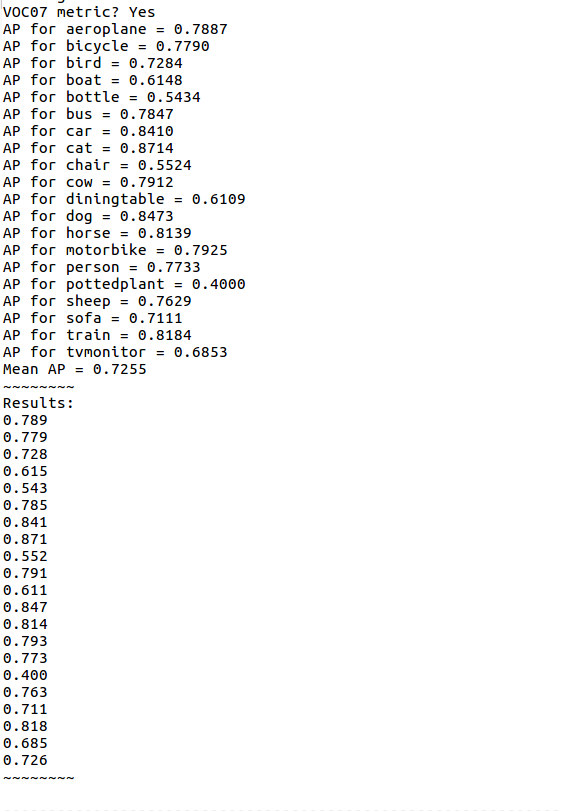 VOC07 metric? Yes
AP for aeroplane = 0.7887
AP for bicycle = 0.7790
AP for bird = 0.7284
AP for boat = 0.6148
AP for bottle = 0.5434
AP for bus = 0.7847
AP for car = 0.8410
AP for cat = 0.8714
AP for chair = 0.5524
AP for cow = 0.7912
AP for diningtable = 0.6109
AP for dog = 0.8473
AP for horse = 0.8139
AP for motorbike = 0.7925
AP for person = 0.7733
AP for pottedplant = 0.4000
AP for sheep = 0.7629
AP for sofa = 0.7111
AP for train = 0.8184
AP for tvmonitor = 0.6853
Mean AP = 0.7255
~~~~~~~~
Results:
0.789
0.779
0.728
0.615
0.543
0.785
0.841
0.871
0.552
0.791
0.611
0.847
0.814
0.793
0.773
0.400
0.763
0.711
0.818
0.685
0.726
~~~~~~~~